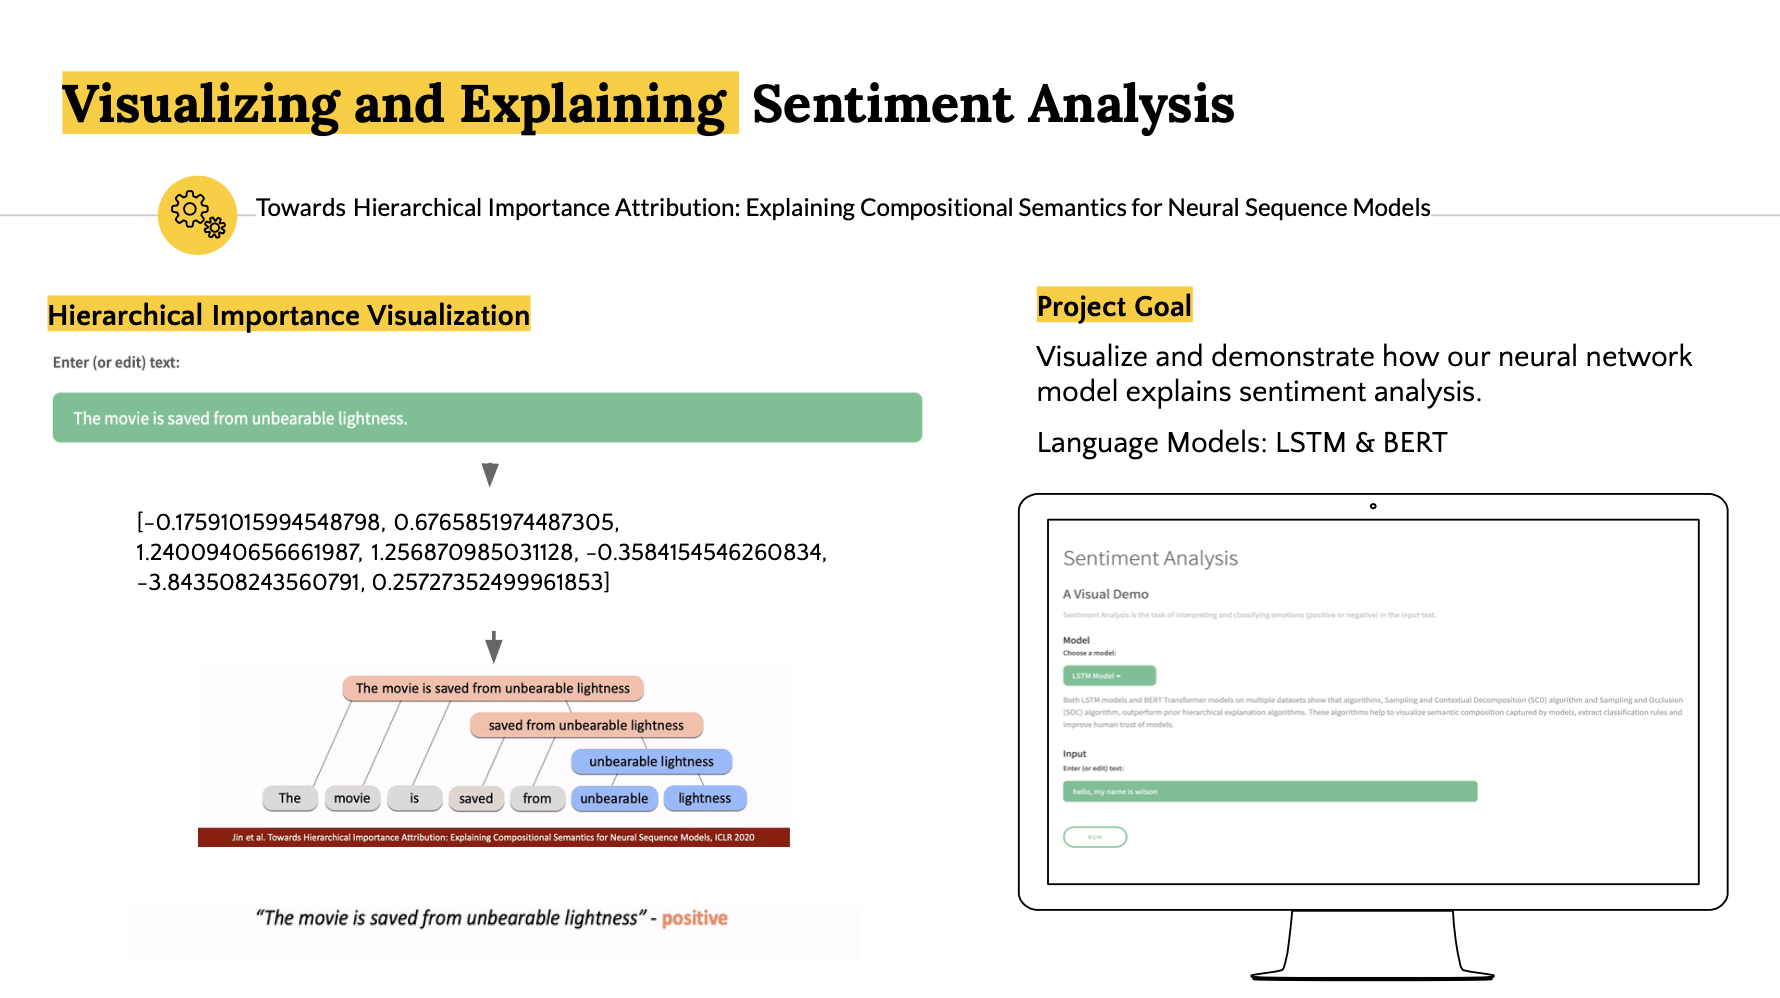 Visualizing and Explaining Sentiment Analysis
Towards Hierarchical Importance Attribution: Explaining Compositional Semantics for Neural Sequence Models
Hierarchical Importance Visualization
Enter (or edit) text:
The movie is saved from unbearable lightness.
[-0.17591015994548798, 0.6765851974487305,
1.2400940656661987, 1.256870985031128, -0.3584154546260834,
-3.843508243560791, 0.25727352499961853]
The movie is saved from unbearable lightness
saved from unbearable lightness
unbearable lightness
The movie is saved from unbearable lightness
Jin et al. Towards Hierarchical Importance Attribution: Explaining Compositional Semantics for Neural Sequence Models, ICLR 2020
“The movie is saved from unbearable lightness” - positive
Project Goal
Visualize and demonstrate how our neural network
model explains sentiment analysis.
Language Models: LSTM & BERT
Sentiment Analysis
A Visual Demo
Sentiment Analysis is the task of interpreting and classifying emotions (positive or negative) in the input text.
Model
Choose a model:
LSTM Model
Both LSTM models and BERT Transformer models on multiple datasets show that algorithms, Sampling and Contextual Decomposition (SCD) algorithm and Sampling and Occlusion
(SOC) algorithm, outperform prior hierarchical explanation algorithms. These algorithms help to visualize semantic composition captured by models, extract classification rules and
improve human trust of models.
Input
Enter (or edit) text:
hello, my name is wilson
RUN